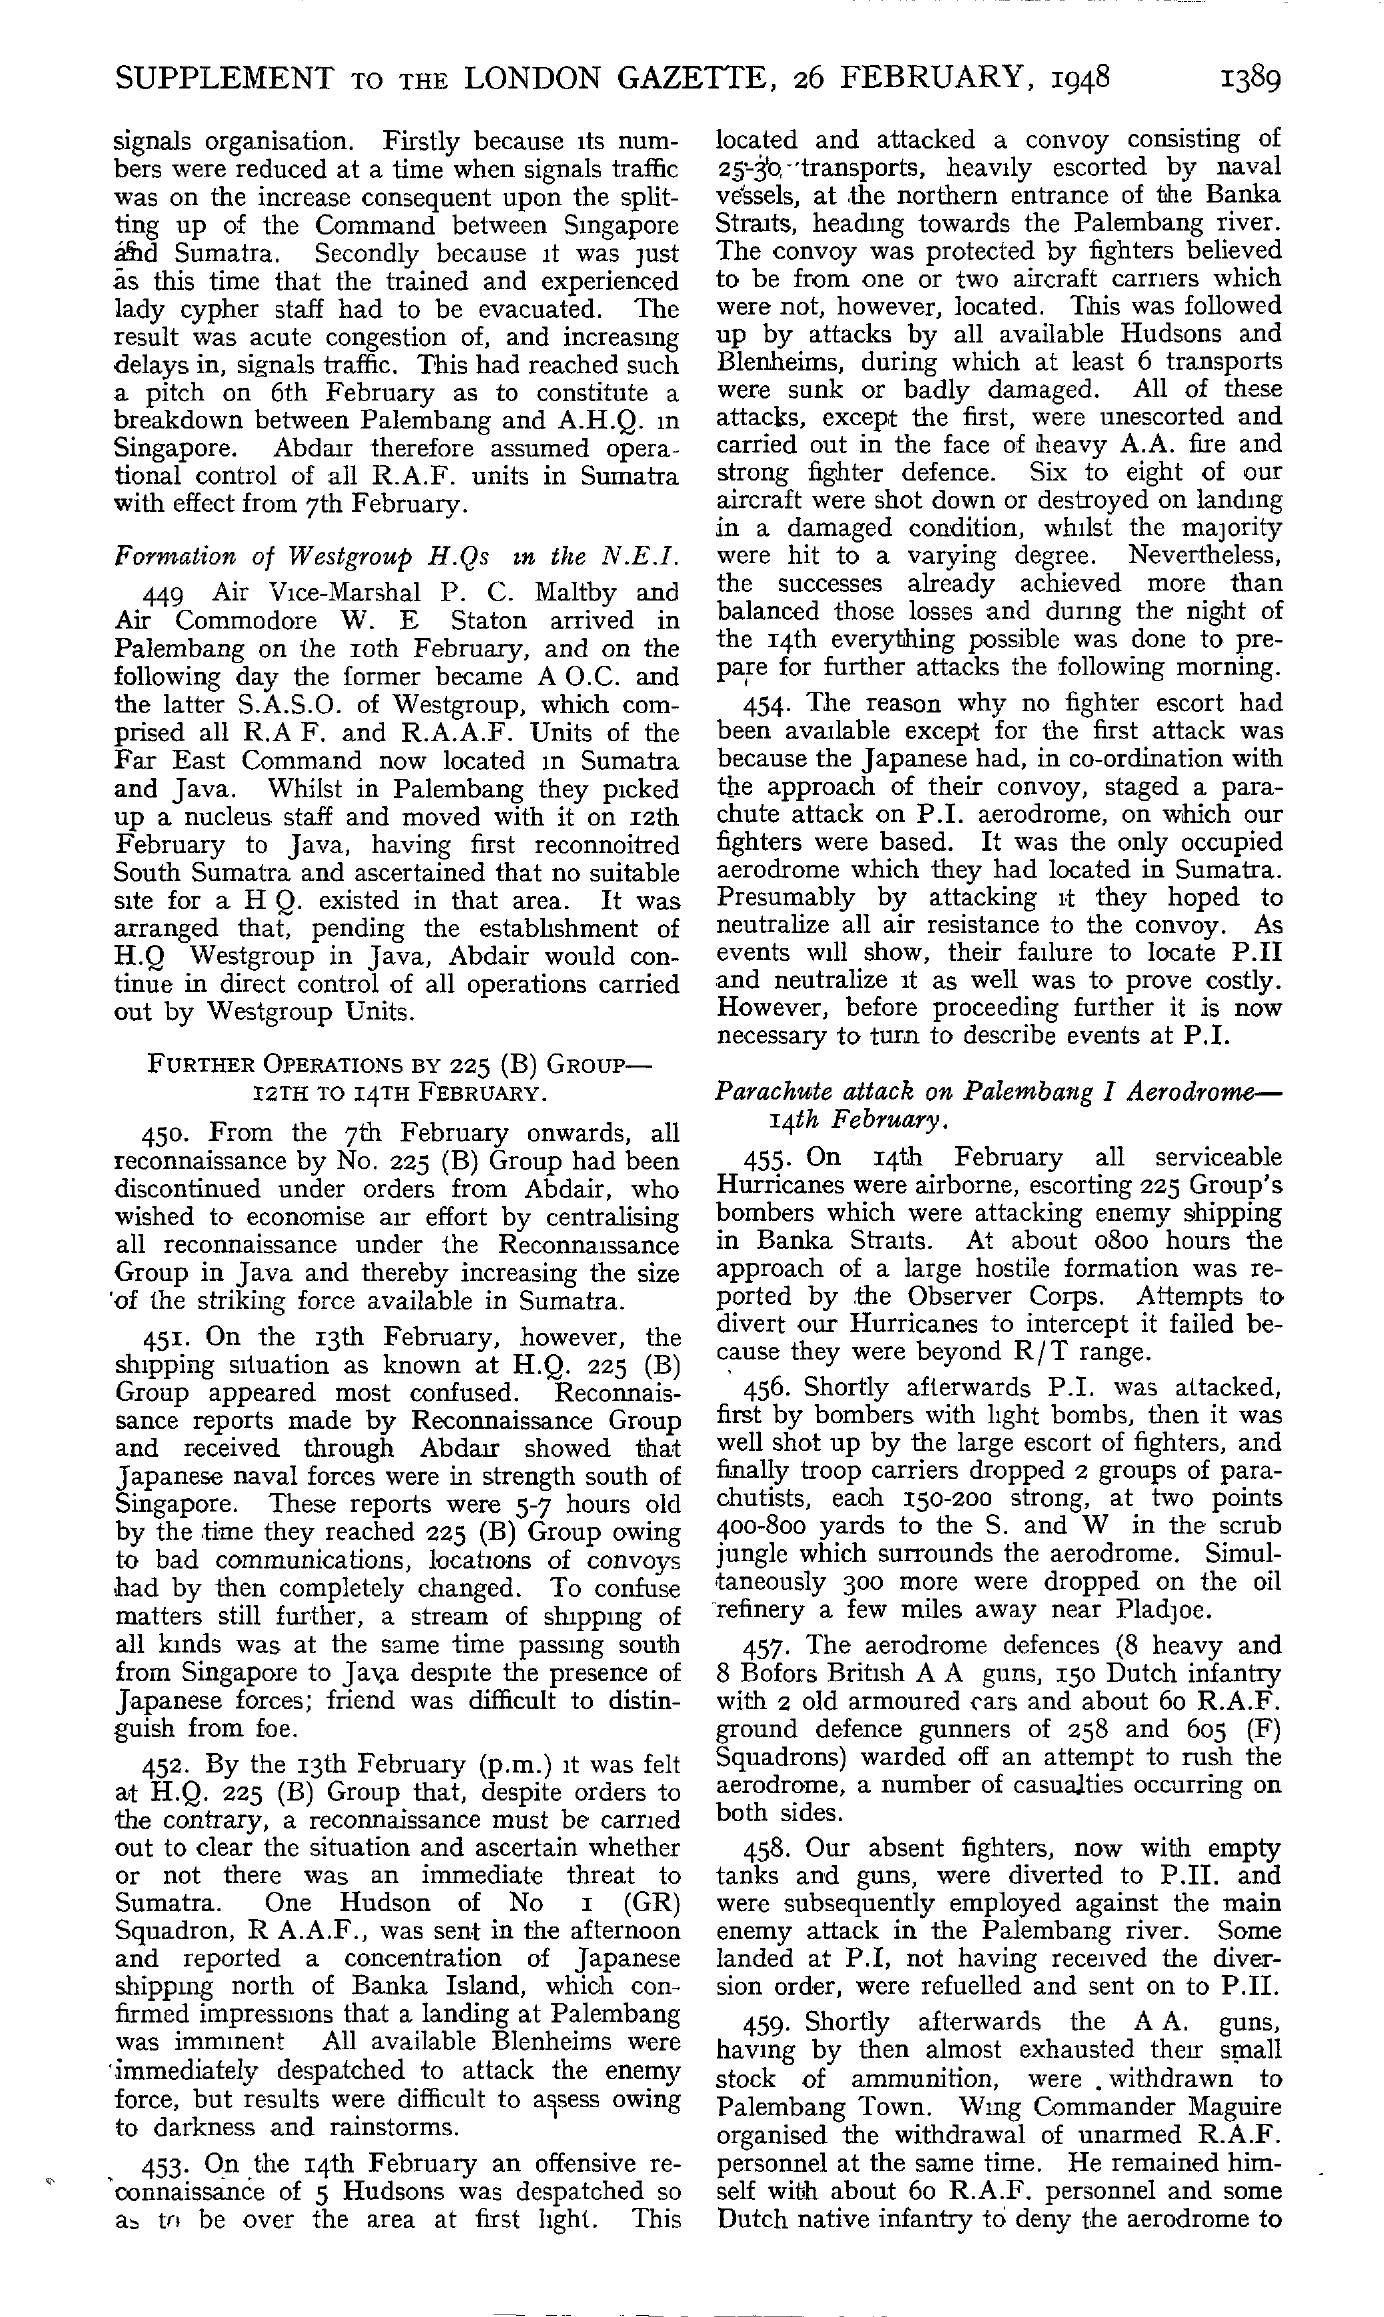 SUPPLEMENT TO THE LONDON GAZETTE, 26 FEBRUARY, 1948 1389
signals organisation. Firstly because its num-
bers were reduced at a time when signals traffic
was on the increase consequent upon the split-
ting up of the Command between Singapore
and Sumatra. Secondly because it was just
as this time that the trained and experienced
lady cypher staff had to be evacuated. The
result was acute congestion of, and increasing
delays in, signals traffic. This had reached such
a pitch on 6th February as to constitute a
breakdown between Palembang and A.H.Q. in
Singapore. Abdair therefore assumed opera-
tional control of all R.A.F. units in Sumatra
with effect from 7th February.
Formation of Westgroup H.Qs in the N.E.I.
449 Air Vice-Marshal P. C. Maltby and
Air Commodore W. E Staton arrived in
Palembang on the 10th February, and on the
following day the former became A O.C. and
the latter S.A.S.O. of Westgroup, which com-
prised all R.A F. and R.A.A.F. Units of the
Far East Command now located in Sumatra
and Java. Whilst in Palembang they picked
up a nucleus staff and moved with it on 12th
February to Java, having first reconnoitred
South Sumatra and ascertained that no suitable
site for a H Q. existed in that area. It was
arranged that, pending the establishment of
H.Q Westgroup in Java, Abdair would con-
tinue in direct control of all operations carried
out by Westgroup Units.
FURTHER OPERATIONS BY 225 (B) GROUP—
12TH TO 14TH FEBRUARY.
450. From the 7th February onwards, all
reconnaissance by No. 225 (B) Group had been
discontinued under orders from Abdair, who
wished to economise air effort by centralising
all reconnaissance under the Reconnaissance
Group in Java and thereby increasing the size
of the striking force available in Sumatra.
451. On the 13th February, however, the
shipping situation as known at H.Q. 225 (B)
Group appeared most confused. Reconnais-
sance reports made by Reconnaissance Group
and received through Abdair showed that
Japanese naval forces were in strength south of
Singapore. These reports were 5-7 hours old
by the time they reached 225 (B) Group owing
to bad communications, locations of convoys
had by then completely changed. To confuse
matters still further, a stream of shipping of
all kinds was at the same time passing south
from Singapore to Java despite the presence of
Japanese forces; friend was difficult to distin-
guish from foe.
452. By the 13th February (p.m.) it was felt
at H.Q. 225 (B) Group that, despite orders to
the contrary, a reconnaissance must be carried
out to clear the situation and ascertain whether
or not there was an immediate threat to
Sumatra. One Hudson of No 1 (GR)
Squadron, R A.A.F., was sent in the afternoon
and reported a concentration of Japanese
shipping north of Banka Island, which con-
firmed impressions that a landing at Palembang
was imminent All available Blenheims were
immediately despatched to attack the enemy
force, but results were difficult to assess owing
to darkness and rainstorms.
453. On the 14th February an offensive re-
connaissance of 5 Hudsons was despatched so
as to be over the area at first light. This
located and attacked a convoy consisting of
25-30 transports, heavily escorted by naval
vessels, at the northern entrance of the Banka
Straits, heading towards the Palembang river.
The convoy was protected by fighters believed
to be from one or two aircraft carriers which
were not, however, located. This was followed
up by attacks by all available Hudsons and
Blenheims, during which at least 6 transports
were sunk or badly damaged. All of these
attacks, except the first, were unescorted and
carried out in the face of heavy A.A. fire and
strong fighter defence. Six to eight of our
aircraft were shot down or destroyed on landing
in a damaged condition, whilst the majority
were hit to a varying degree. Nevertheless,
the successes already achieved more than
balanced those losses and during the night of
the 14th everything possible was done to pre-
pare for further attacks the following morning.
454. The reason why no fighter escort had
been available except for the first attack was
because the Japanese had, in co-ordination with
the approach of their convoy, staged a para-
chute attack on P.I. aerodrome, on which our
fighters were based. It was the only occupied
aerodrome which they had located in Sumatra.
Presumably by attacking it they hoped to
neutralize all air resistance to the convoy. As
events will show, their failure to locate P.II
and neutralize it as well was to prove costly.
However, before proceeding further it is now
necessary to turn to describe events at P.I.
Parachute attack on Palembang I Aerodrome—
14th February.
455. On 14th February all serviceable
Hurricanes were airborne, escorting 225 Group's
bombers which were attacking enemy shipping
in Banka Straits. At about 0800 hours the
approach of a large hostile formation was re-
ported by the Observer Corps. Attempts to
divert our Hurricanes to intercept it failed be-
cause they were beyond R/T range.
456. Shortly afterwards P.I. was attacked,
first by bombers with light bombs, then it was
well shot up by the large escort of fighters, and
finally troop carriers dropped 2 groups of para-
chutists, each 150-200 strong, at two points
400-800 yards to the S. and W in the scrub
jungle which surrounds the aerodrome. Simul-
taneously 300 more were dropped on the oil
refinery a few miles away near Pladjoe.
457. The aerodrome defences (8 heavy and
8 Bofors British A A guns, 150 Dutch infantry
with 2 old armoured cars and about 60 R.A.F.
ground defence gunners of 258 and 605 (F)
Squadrons) warded off an attempt to rush the
aerodrome, a number of casualties occurring on
both sides.
458. Our absent fighters, now with empty
tanks and guns, were diverted to P.II. and
were subsequently employed against the main
enemy attack in the Palembang river. Some
landed at P.I, not having received the diver-
sion order, were refuelled and sent on to P.II.
459. Shortly afterwards the A A. guns,
having by then almost exhausted their small
stock of ammunition, were withdrawn to
Palembang Town. Wing Commander Maguire
organised the withdrawal of unarmed R.A.F.
personnel at the same time. He remained him-
self with about 60 R.A.F. personnel and some
Dutch native infantry to deny the aerodrome to